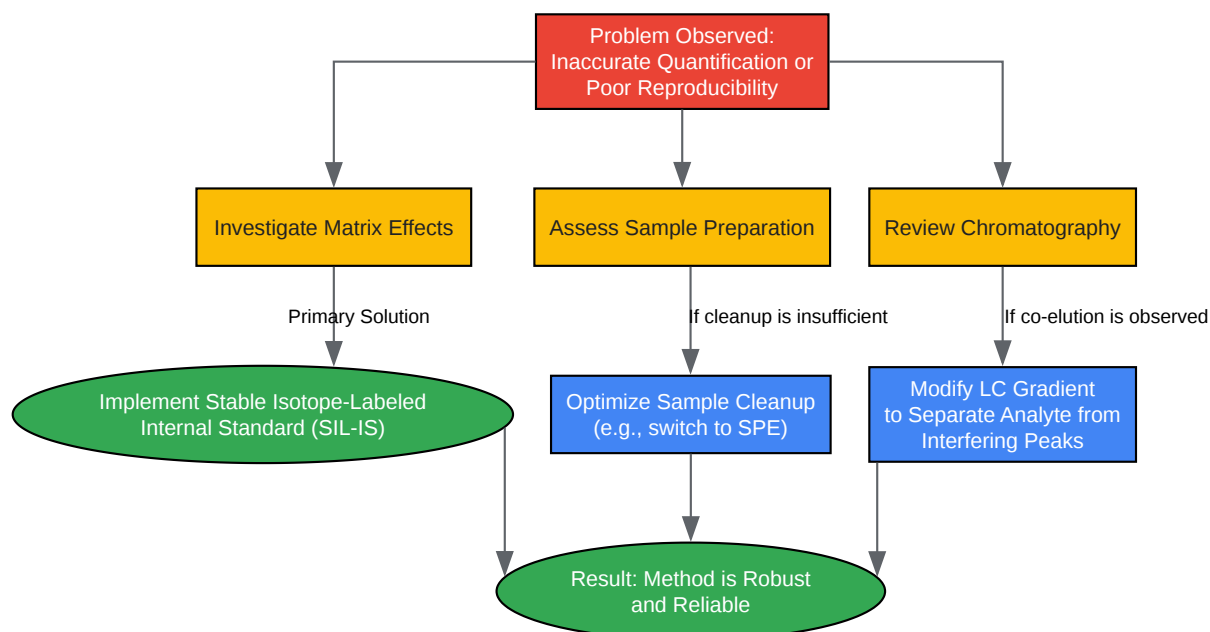 Problem Observed:
Inaccurate Quantification or
Poor Reproducibility
Investigate Matrix Effects
Assess Sample Preparation
Review Chromatography
Primary Solution
If cleanup is insufficient
If co-elution is observed
Implement Stable Isotope-Labeled
Internal Standard (SIL-IS)
Optimize Sample Cleanup
(e.g., switch to SPE)
Modify LC Gradient
to Separate Analyte from
Interfering Peaks
Result: Method is Robust
and Reliable